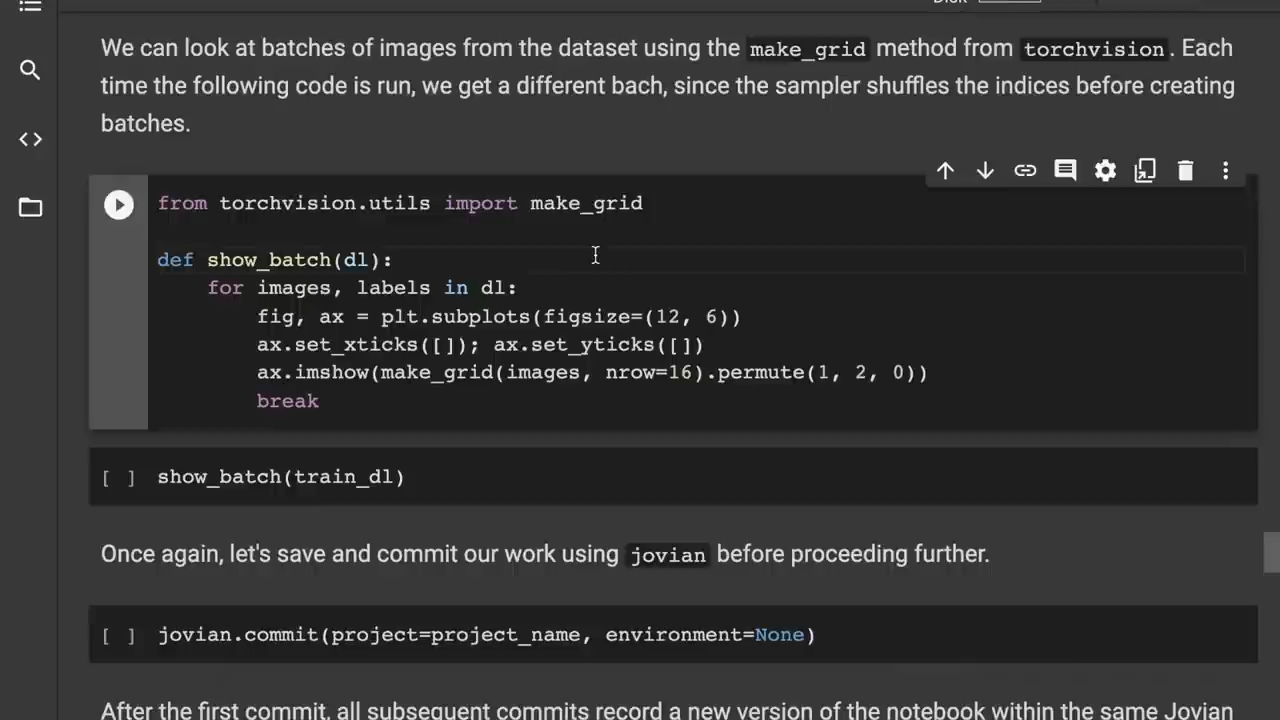 Disk
We can look at batches of images from the dataset using the make_grid method from torchvision. Each
time the following code is run, we get a different bach, since the sampler shuffles the indices before creating
batches.
from torchvision.utils import make_grid
def show_batch(dl):
    for images, labels in dl:
        fig, ax = plt.subplots(figsize=(12, 6))
        ax.set_xticks([]); ax.set_yticks([])
        ax.imshow(make_grid(images, nrow=16).permute(1, 2, 0))
        break
[ ] show_batch(train_dl)
Once again, let's save and commit our work using jovian before proceeding further.
[ ] jovian.commit(project=project_name, environment=None)
After the first commit, all subsequent commits record a new version of the notebook within the same Jovian